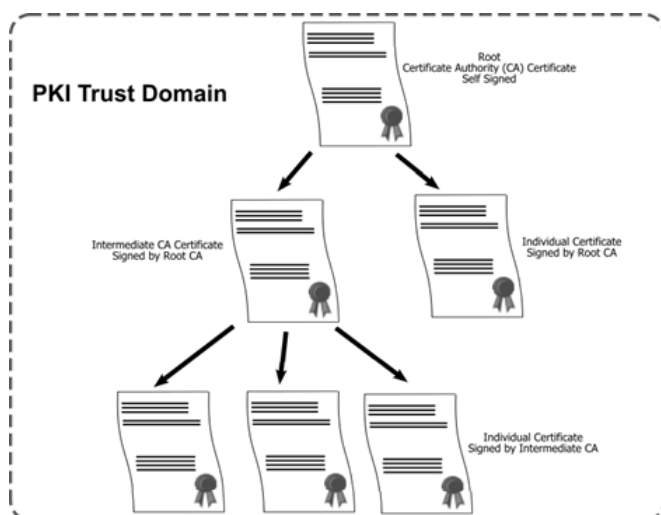 Root
Certificate Authority (CA) Certificate
Self Signed
PKI Trust Domain
Intermediate CA Certificate
Signed by Root CA
Individual Certificate
Signed by Root CA
Individual Certificate
Signed by Intermediate CA